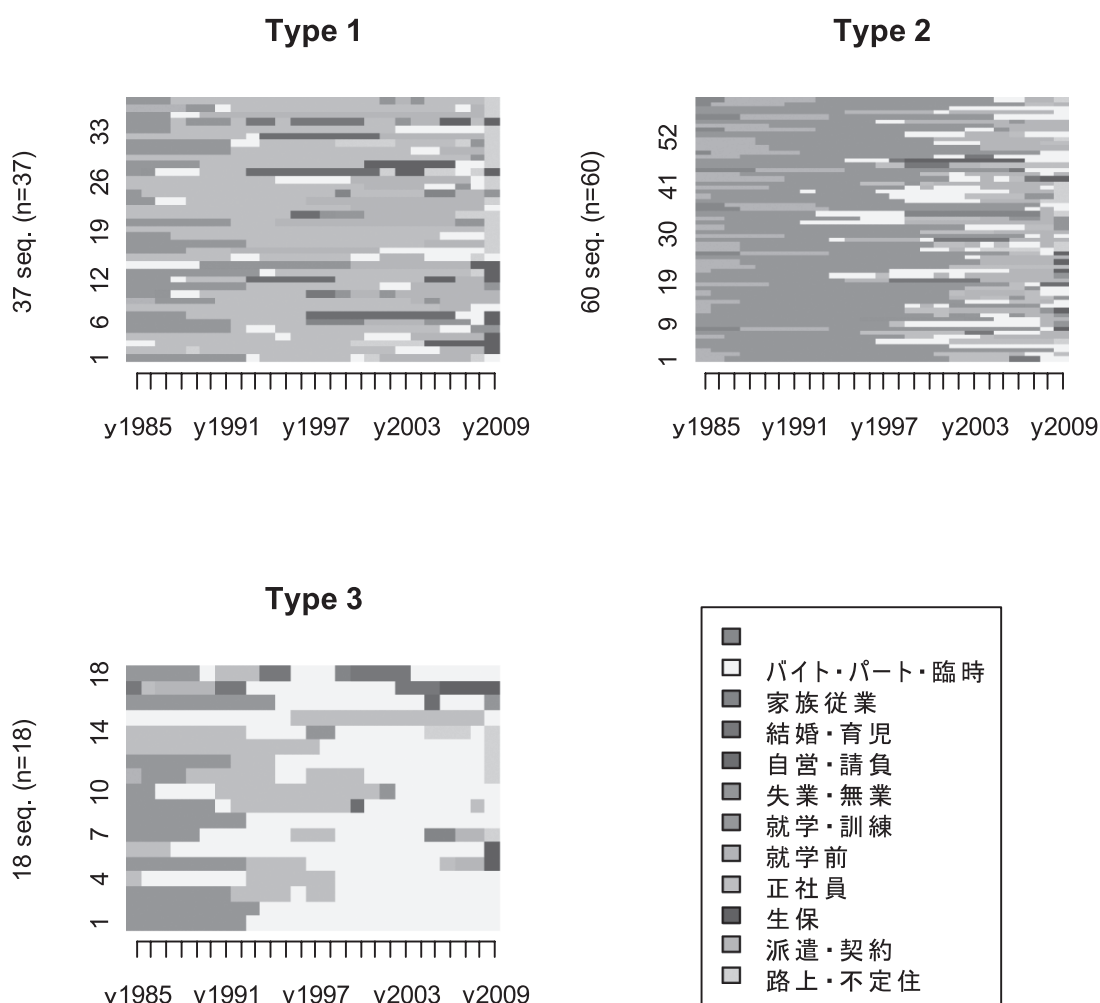 Type 1
37 seq. (n=37)
33
26
19
12
6
1
y1985 y1991 y1997 y2003 y2009
Type 2
60 seq. (n=60)
52
41
30
19
9
1
y1985 y1991 y1997 y2003 y2009
Type 3
18 seq. (n=18)
18
14
10
7
4
1
y1985 y1991 y1997 y2003 y2009
バイト・パート・臨時
家族従業
結婚・育児
自営・請負
失業・無業
就学・訓練
就学前
正社員
生保
派遣・契約
路上・不定住